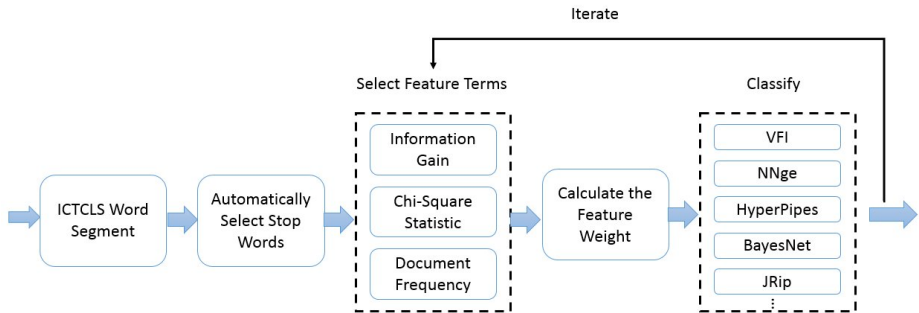 Iterate
Select Feature Terms
Classify
ICTCLS Word
Segment
Automatically
Select Stop
Words
Information
Gain
Chi-Square
Statistic
Document
Frequency
Calculate the
Feature
Weight
VFI
NNge
HyperPipes
BayesNet
JRip
...